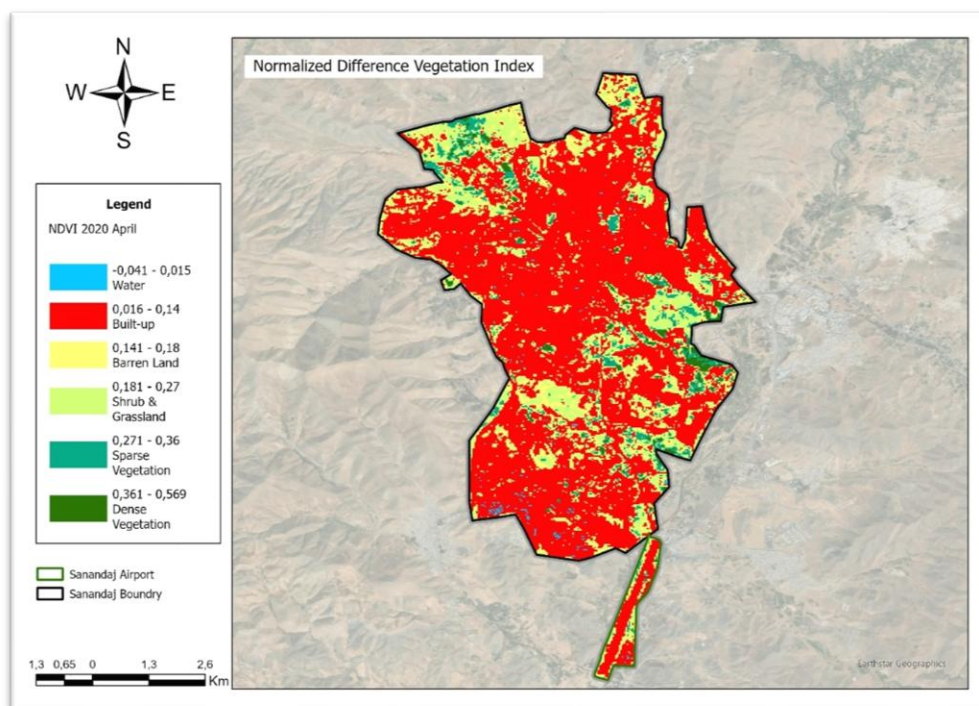 N
W E
S
Normalized Difference Vegetation Index
Legend
NDVI 2020 April
-0,041 - 0,015
Water
0,016 - 0,14
Built-up
0,141 - 0,18
Barren Land
0,181 - 0,27
Shrub &
Grassland
0,271 - 0,36
Sparse
Vegetation
0,361 - 0,569
Dense
Vegetation
Sanandaj Airport
Sanandaj Boundry
1,3 0,65 0 1,3 2,6
Km
Earthstar Geographics